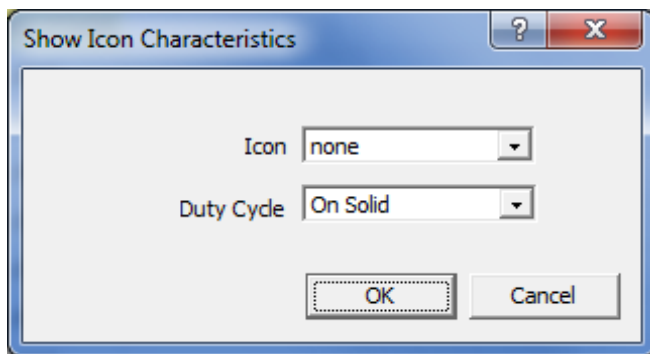 Show Icon Characteristics ? X
Icon none
Duty Cycle On Solid
OK Cancel